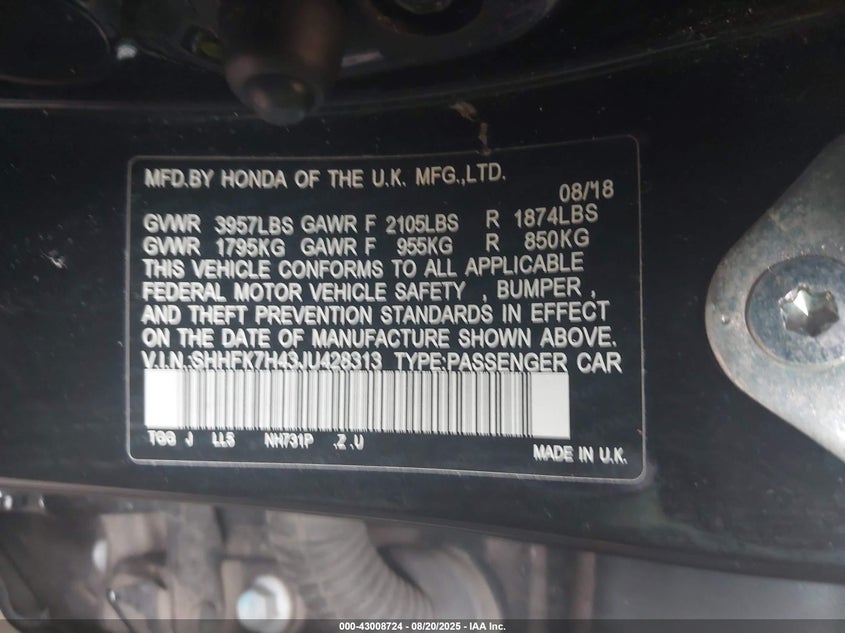 MFD.BY HONDA OF THE U.K. MFG.,LTD.
08/18
GVWR 3957LBS GAWR F 2105LBS R 1874LBS
GVWR 1795KG GAWR F 955KG R 850KG
THIS VEHICLE CONFORMS TO ALL APPLICABLE
FEDERAL MOTOR VEHICLE SAFETY , BUMPER ,
AND THEFT PREVENTION STANDARDS IN EFFECT
ON THE DATE OF MANUFACTURE SHOWN ABOVE.
V.I.N.:SHHFK7H43JU428313 TYPE:PASSENGER CAR
TGG J LLS NH731P .Z .U
MADE IN U.K.
000-43008724 - 08/20/2025 - IAA Inc.